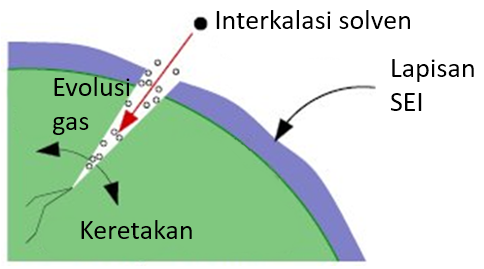 Interkalasi solven
Evolusi
gas
Lapisan
SEI
Keretakan